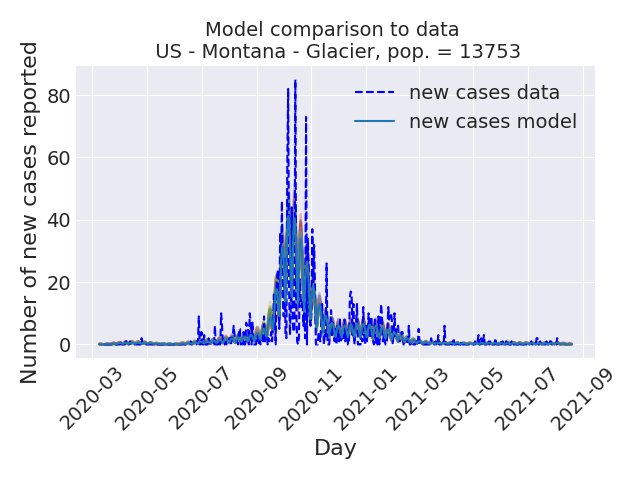 Model comparison to data
US - Montana - Glacier, pop. = 13753
new cases data
new cases model
Number of new cases reported
80
60
40
20
0
2020-03
2020-05
2020-07
2020-09
2020-11
2021-01
2021-03
2021-05
2021-07
2021-09
Day